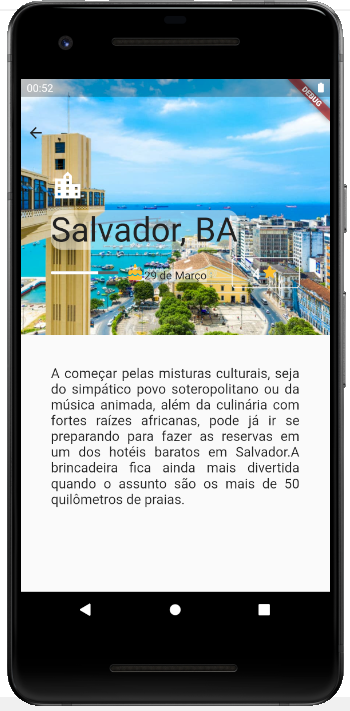 00:52
DEBUG
Salvador, BA
29 de Março
A começar pelas misturas culturais, seja
do simpático povo soteropolitano ou da
música animada, além da culinária com
fortes raízes africanas, pode já ir se
preparando para fazer as reservas em
um dos hotéis baratos em Salvador.A
brincadeira fica ainda mais divertida
quando o assunto são os mais de 50
quilômetros de praias.